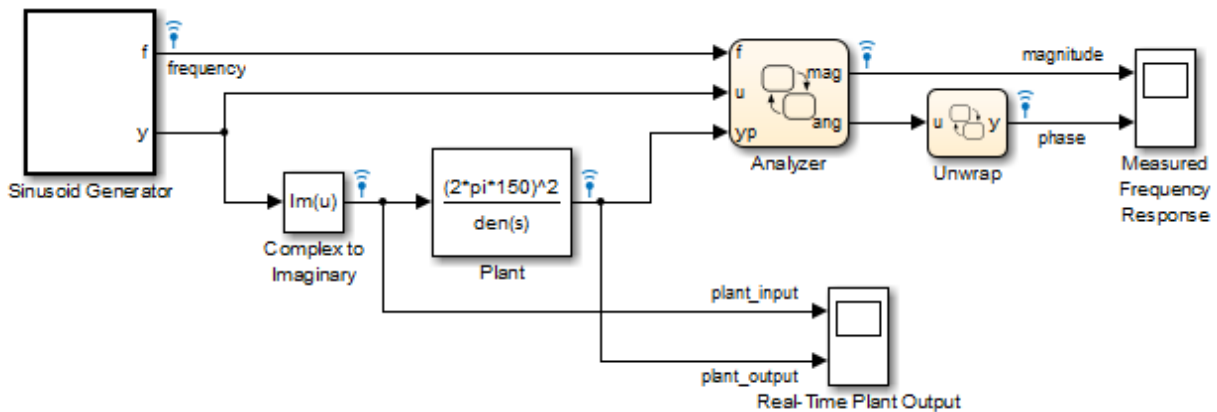 f
frequency
y
Sinusoid Generator
Im(u)
Complex to
Imaginary
(2*pi*150)^2
den(s)
Plant
f
u
yp
mag
ang
Analyzer
u
y
Unwrap
magnitude
phase
Measured
Frequency
Response
plant_input
plant_output
Real-Time Plant Output